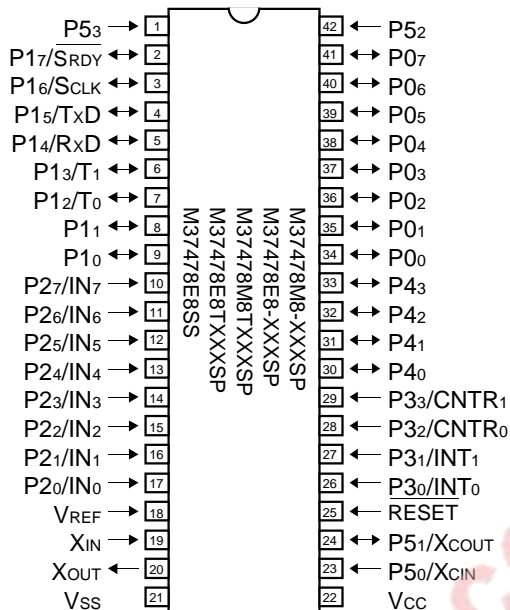 P53 1 42 P52
P17/SRDY 2 41 P07
P16/SCLK 3 40 P06
P15/TxD 4 39 P05
P14/RxD 5 38 P04
P13/T1 6 37 P03
P12/T0 7 36 P02
P11 8 35 P01
P10 9 34 P00
P27/IN7 10 33 P43
P26/IN6 11 32 P42
P25/IN5 12 31 P41
P24/IN4 13 30 P40
P23/IN3 14 29 P33/CNTR1
P22/IN2 15 28 P32/CNTR0
P21/IN1 16 27 P31/INT1
P20/IN0 17 26 P30/INT0
VREF 18 25 RESET
XIN 19 24 P51/XCOUT
XOUT 20 23 P50/XCIN
VSS 21 22 VCC
M37478M8-XXXSP
M37478E8-XXXSP
M37478M8TXXXSP
M37478E8TXXXSP
M37478E8SS